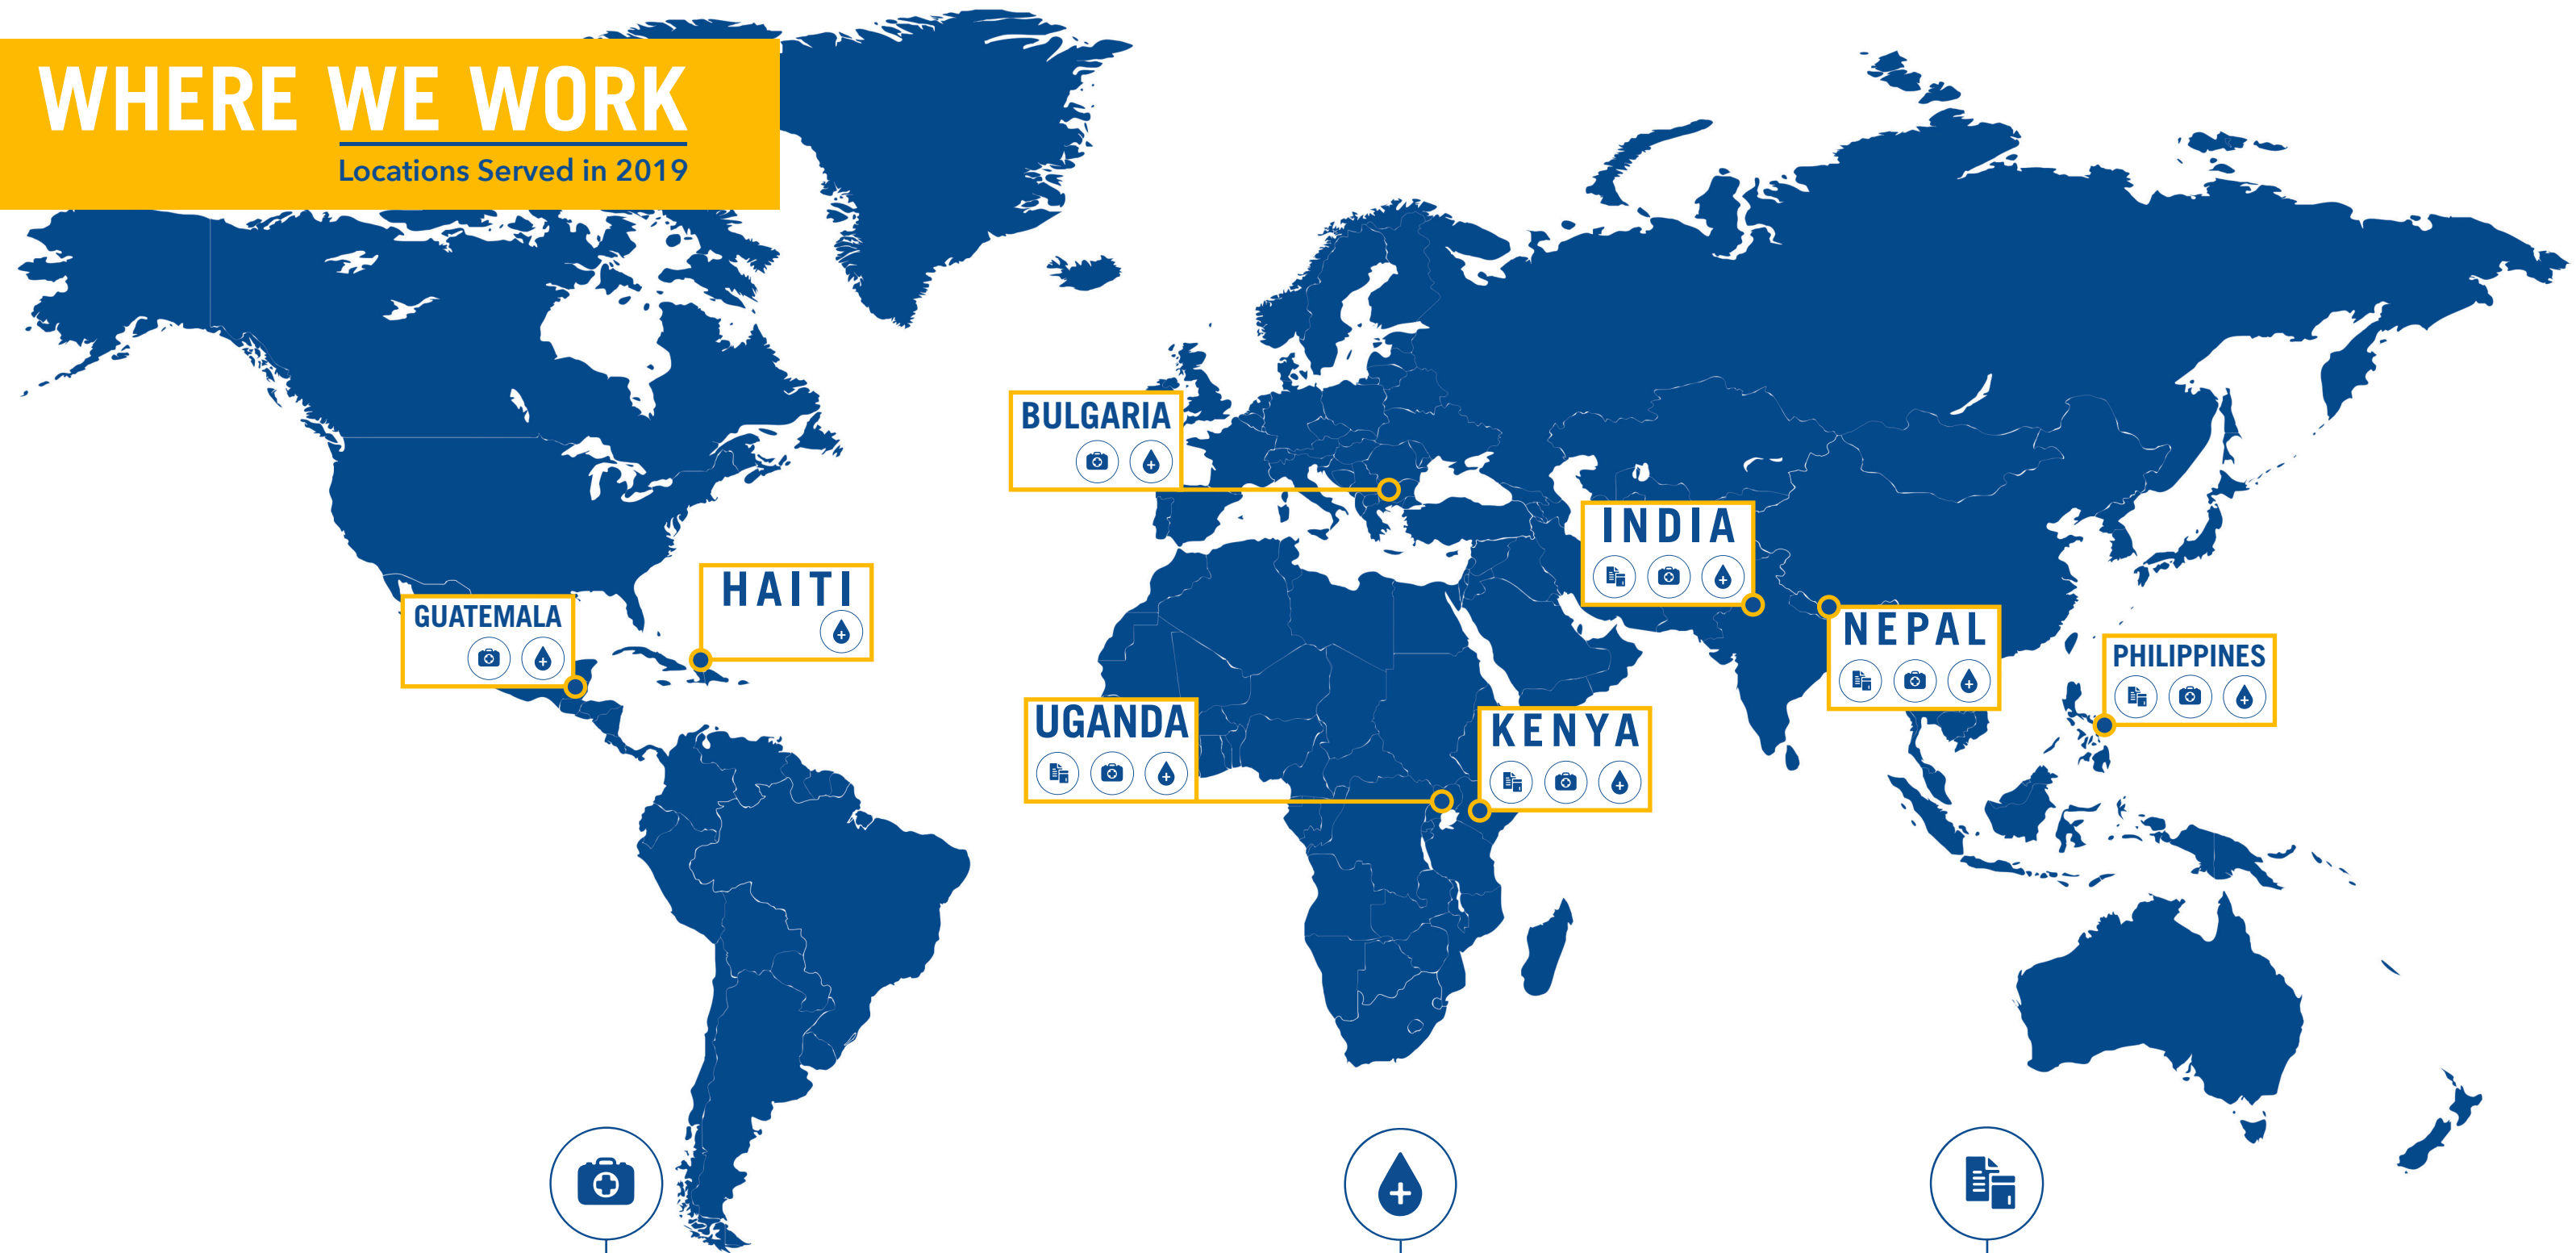 WHERE WE WORK
Locations Served in 2019
BULGARIA
INDIA
HAITI
GUATEMALA
NEPAL
PHILIPPINES
UGANDA
KENYA